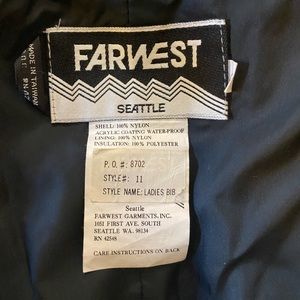 FARWEST
SEATTLE
MADE IN TAIWAN
SHELL: 100% NYLON
ACRYLIC COATING WATER-PROOF
LINING: 100% NYLON
INSULATION: 100% POLYESTER
P.O.#: 8702
STYLE#: 11
STYLE NAME: LADIES BIB
Seattle
FARWEST GARMENTS, INC.
1051 FIRST AVE. SOUTH
SEATTLE WA. 98134
RN 42548
CARE INSTRUCTIONS ON BACK